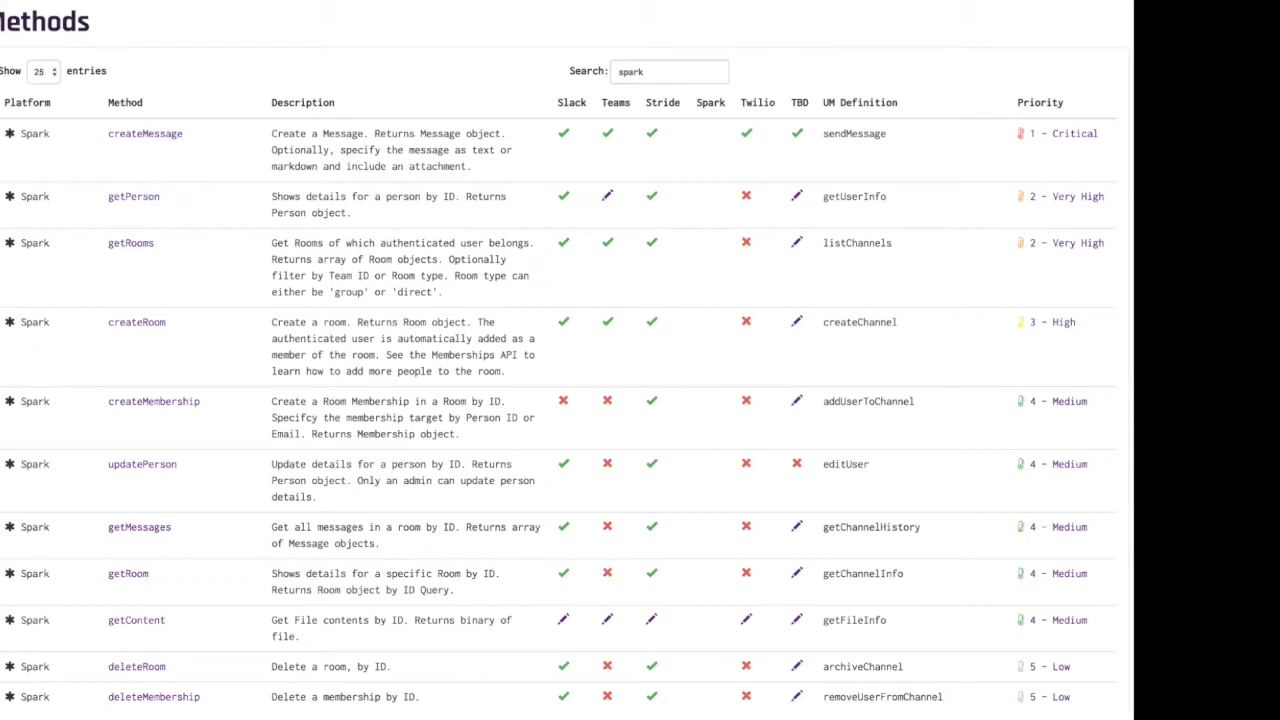 Methods
Show 25 entries Search: spark
Platform Method Description Slack Teams Stride Spark Twilio TBD UM Definition Priority
Spark createMessage Create a Message. Returns Message object. sendMessage 1 - Critical
Optionally, specify the message as text or
markdown and include an attachment.
Spark getPerson Shows details for a person by ID. Returns getUserInfo 2 - Very High
Person object.
Spark getRooms Get Rooms of which authenticated user belongs. listChannels 2 - Very High
Returns array of Room objects. Optionally
filter by Team ID or Room type. Room type can
either be 'group' or 'direct'.
Spark createRoom Create a room. Returns Room object. The createChannel 3 - High
authenticated user is automatically added as a
member of the room. See the Memberships API to
learn how to add more people to the room.
Spark createMembership Create a Room Membership in a Room by ID. addUserToChannel 4 - Medium
Specifcy the membership target by Person ID or
Email. Returns Membership object.
Spark updatePerson Update details for a person by ID. Returns editUser 4 - Medium
Person object. Only an admin can update person
details.
Spark getMessages Get all messages in a room by ID. Returns array getChannelHistory 4 - Medium
of Message objects.
Spark getRoom Shows details for a specific Room by ID. getChannelInfo 4 - Medium
Returns Room object by ID Query.
Spark getContent Get File contents by ID. Returns binary of getFileInfo 4 - Medium
file.
Spark deleteRoom Delete a room, by ID. archiveChannel 5 - Low
Spark deleteMembership Delete a membership by ID. removeUserFromChannel 5 - Low